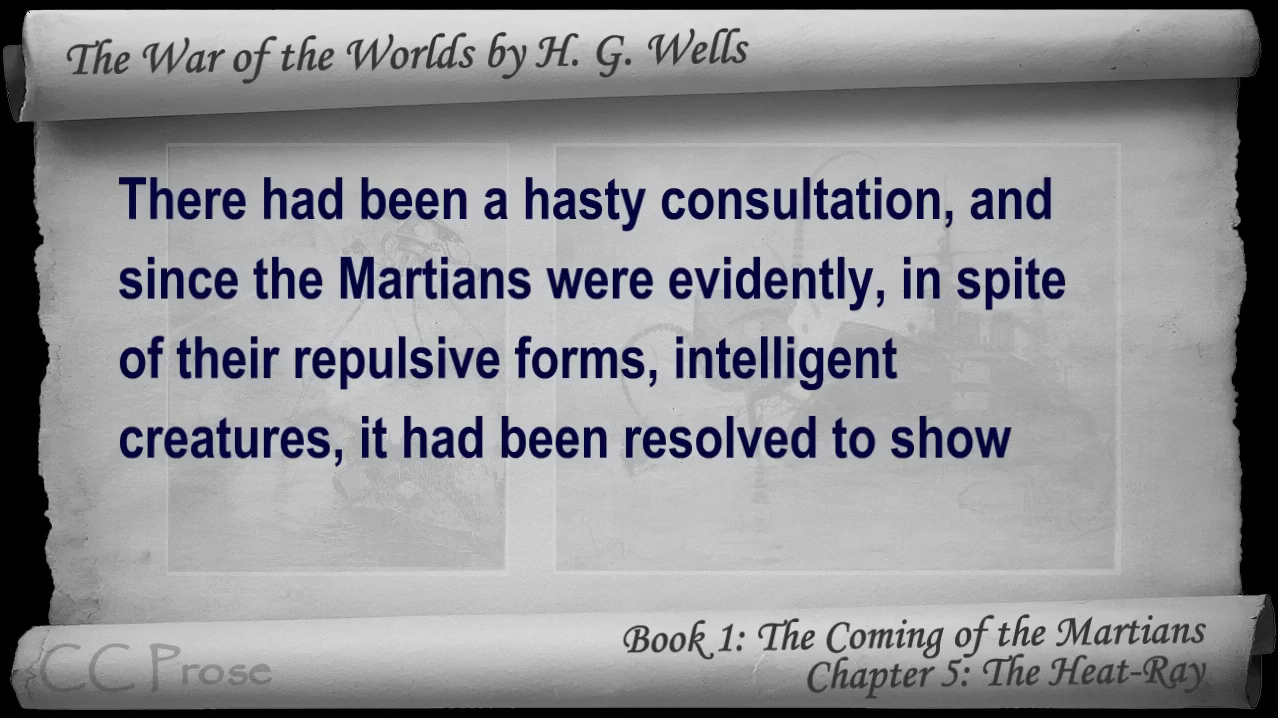 The War of the Worlds by H. G. Wells
There had been a hasty consultation, and
since the Martians were evidently, in spite
of their repulsive forms, intelligent
creatures, it had been resolved to show
Book 1: The Coming of the Martians
Chapter 5: The Heat-Ray
CC Prose